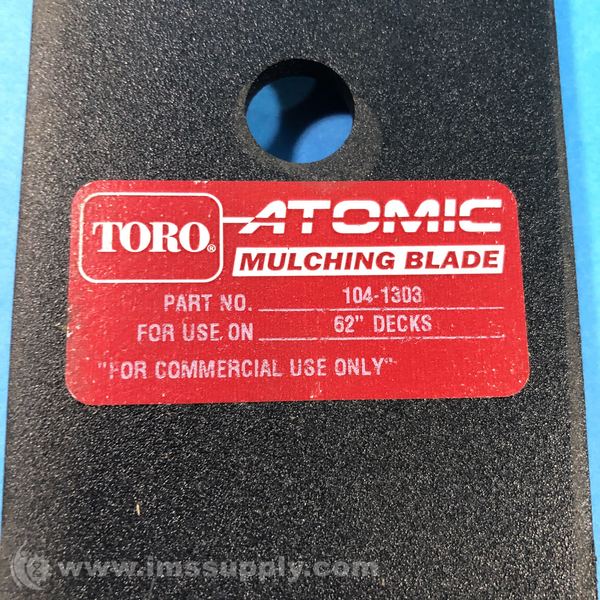 TORO®
ATOMIC
MULCHING BLADE
PART NO. 104-1303
FOR USE ON 62" DECKS
"FOR COMMERCIAL USE ONLY"
www.imssupply.com